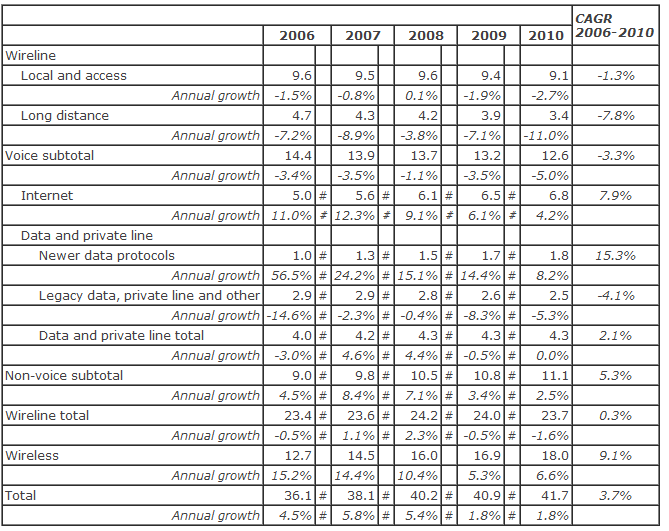 CAGR
2006 2007 2008 2009 2010 2006-2010
Wireline
Local and access 9.6 9.5 9.6 9.4 9.1 -1.3%
Annual growth -1.5% -0.8% 0.1% -1.9% -2.7%
Long distance 4.7 4.3 4.2 3.9 3.4 -7.8%
Annual growth -7.2% -8.9% -3.8% -7.1% -11.0%
Voice subtotal 14.4 13.9 13.7 13.2 12.6 -3.3%
Annual growth -3.4% -3.5% -1.1% -3.5% -5.0%
Internet 5.0 # 5.6 # 6.1 # 6.5 # 6.8 7.9%
Annual growth 11.0% # 12.3% # 9.1% # 6.1% # 4.2%
Data and private line
Newer data protocols 1.0 # 1.3 # 1.5 # 1.7 # 1.8 15.3%
Annual growth 56.5% # 24.2% # 15.1% # 14.4% # 8.2%
Legacy data, private line and other 2.9 # 2.9 # 2.8 # 2.6 # 2.5 -4.1%
Annual growth -14.6% # -2.3% # -0.4% # -8.3% # -5.3%
Data and private line total 4.0 # 4.2 # 4.3 # 4.3 # 4.3 2.1%
Annual growth -3.0% # 4.6% # 4.4% # -0.5% # 0.0%
Non-voice subtotal 9.0 # 9.8 # 10.5 # 10.8 # 11.1 5.3%
Annual growth 4.5% # 8.4% # 7.1% # 3.4% # 2.5%
Wireline total 23.4 # 23.6 # 24.2 # 24.0 # 23.7 0.3%
Annual growth -0.5% # 1.1% # 2.3% # -0.5% # -1.6%
Wireless 12.7 14.5 16.0 16.9 18.0 9.1%
Annual growth 15.2% 14.4% 10.4% 5.3% 6.6%
Total 36.1 # 38.1 # 40.2 # 40.9 # 41.7 3.7%
Annual growth 4.5% # 5.8% # 5.4% # 1.8% # 1.8%